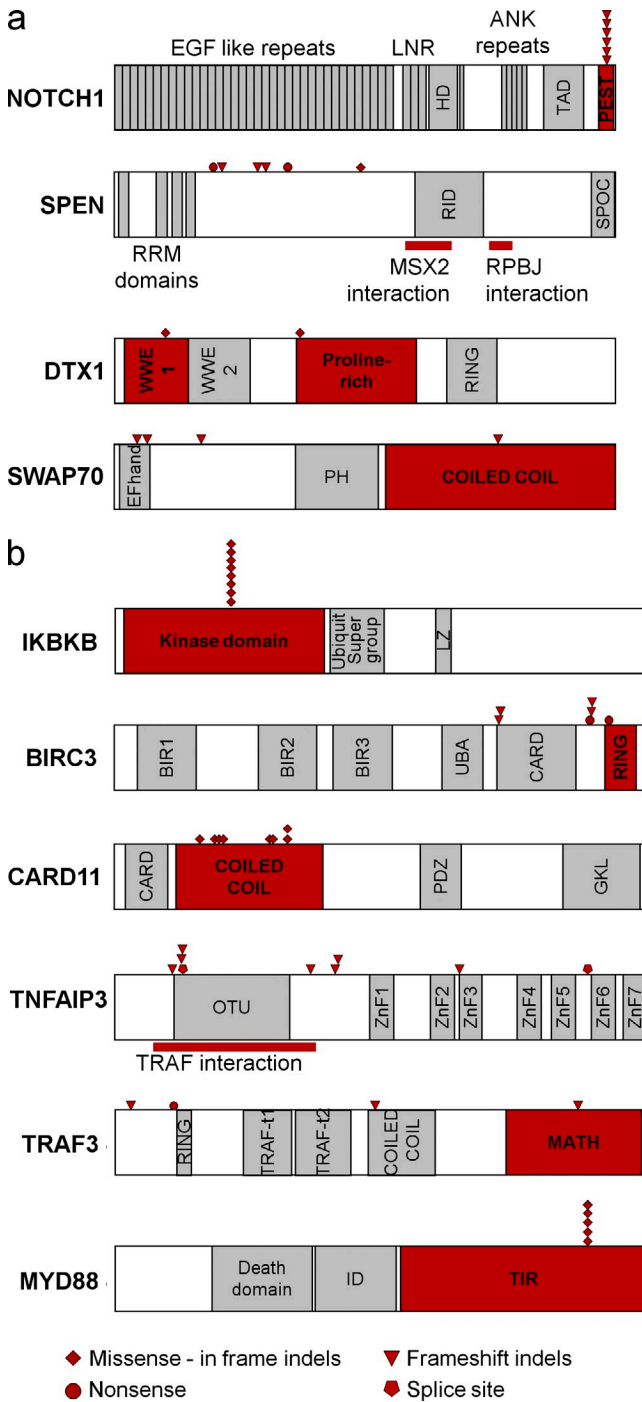 a
EGF like repeats
LNR
ANK
repeats
NOTCH1
HD
TAD
PEST
SPEN
RID
SPOC
RRM
domains
MSX2
interaction
RPBJ
interaction
DTX1
WWE
1
WWE
2
Proline-
rich
RING
SWAP70
EFhand
PH
COILED COIL
b
IKBKB
Kinase domain
Ubiquit
Super
group
LZ
BIRC3
BIR1
BIR2
BIR3
UBA
CARD
RING
CARD11
CARD
COILED
COIL
PDZ
GKL
TNFAIP3
OTU
ZnF1
ZnF2
ZnF3
ZnF4
ZnF5
ZnF6
ZnF7
TRAF interaction
TRAF3
RING
TRAF-t1
TRAF-t2
COILED
COIL
MATH
MYD88
Death
domain
ID
TIR
Missense - in frame indels
Frameshift indels
Nonsense
Splice site